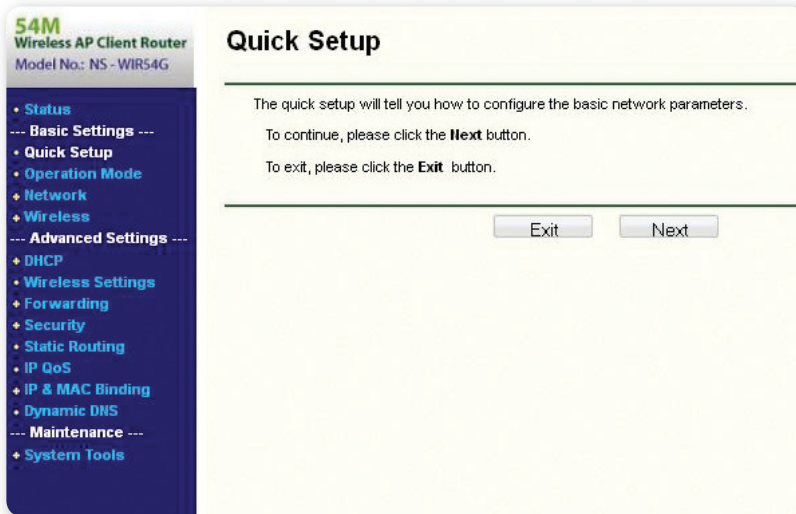 54M
Wireless AP Client Router
Model No.: NS - WIR54G
• Status
--- Basic Settings ---
• Quick Setup
• Operation Mode
+ Network
+ Wireless
--- Advanced Settings ---
+ DHCP
• Wireless Settings
+ Forwarding
+ Security
• Static Routing
• IP QoS
+ IP & MAC Binding
• Dynamic DNS
--- Maintenance ---
+ System Tools
Quick Setup
The quick setup will tell you how to configure the basic network parameters.
To continue, please click the Next button.
To exit, please click the Exit button.
Exit
Next